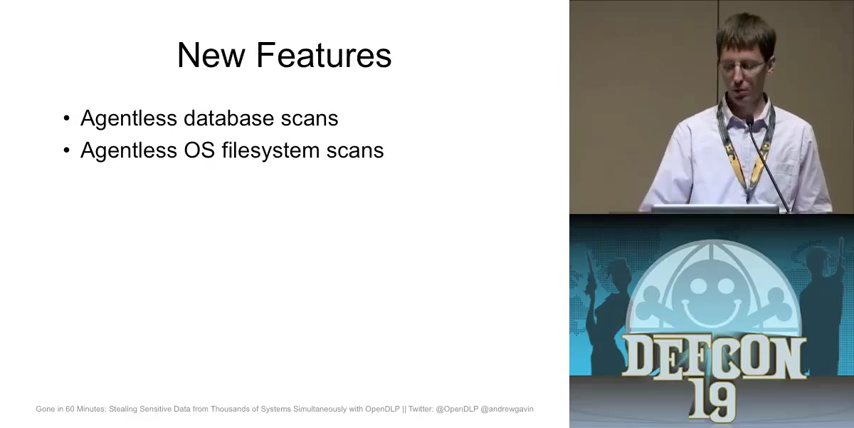 New Features
• Agentless database scans
• Agentless OS filesystem scans
Gone in 60 Minutes: Stealing Sensitive Data from Thousands of Systems Simultaneously with OpenDLP || Twitter: @OpenDLP @andrewgavin
DEFCON
19